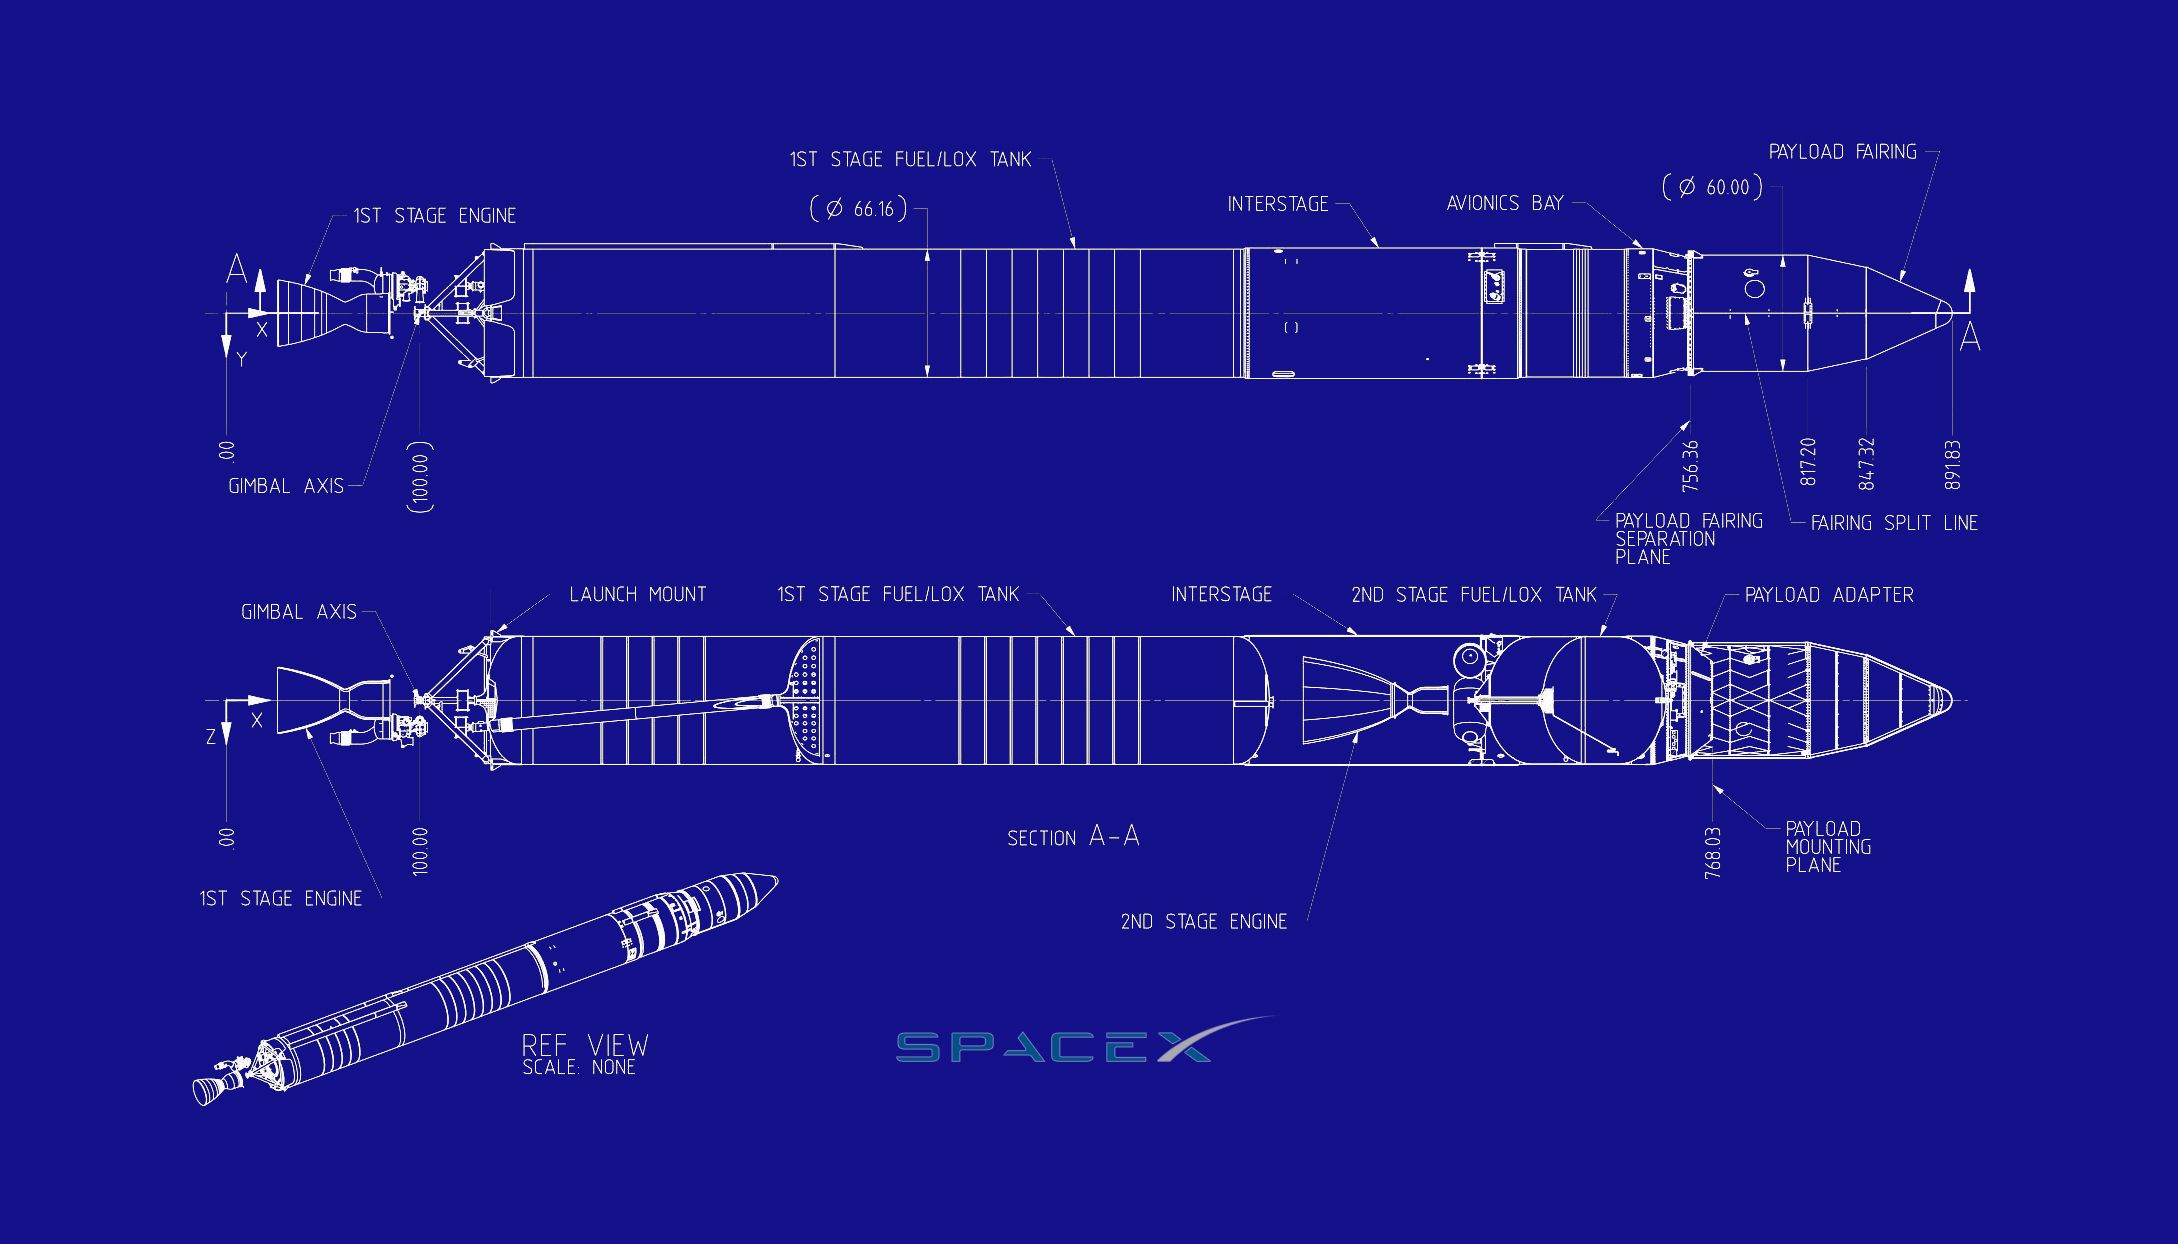 1ST STAGE FUEL/LOX TANK
PAYLOAD FAIRING
(Ø 60.00)
1ST STAGE ENGINE
(Ø 66.16)
INTERSTAGE
AVIONICS BAY
A
X
Y
A
.00
GIMBAL AXIS
(100.00)
756.36
817.20
847.32
891.83
PAYLOAD FAIRING
SEPARATION
PLANE
FAIRING SPLIT LINE
GIMBAL AXIS
LAUNCH MOUNT
1ST STAGE FUEL/LOX TANK
INTERSTAGE
2ND STAGE FUEL/LOX TANK
PAYLOAD ADAPTER
X
Z
.00
100.00
SECTION A-A
768.03
PAYLOAD
MOUNTING
PLANE
1ST STAGE ENGINE
2ND STAGE ENGINE
REF VIEW
SCALE: NONE
SPACEX